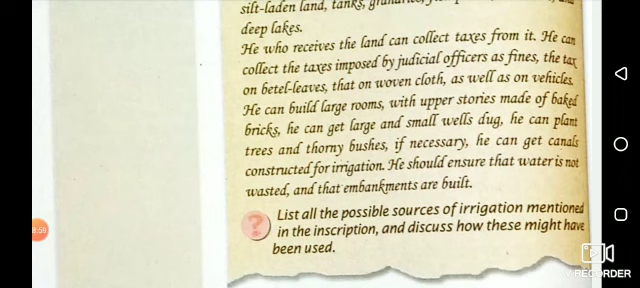 silt-laden land, tanks,
deep lakes.
He who receives the land can collect taxes from it. He can
collect the taxes imposed by judicial officers as fines, the tax
on betel-leaves, that on woven cloth, as well as on vehicles.
He can build large rooms, with upper stories made of baked
bricks, he can get large and small wells dug, he can plant
trees and thorny bushes, if necessary, he can get canals
constructed for irrigation. He should ensure that water is not
wasted, and that embankments are built.
? List all the possible sources of irrigation mentioned
in the inscription, and discuss how these might have
been used.
8:59
RECORDER